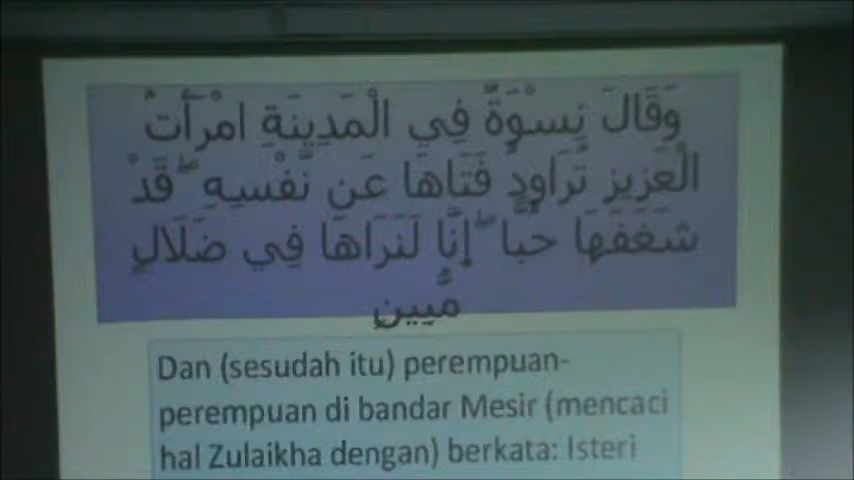 وَقَالَ نِسْوَةٌ فِي الْمَدِينَةِ امْرَأَتُ
الْعَزِيزِ تُرَاوِدُ فَتَاهَا عَن نَّفْسِهِ ۖ قَدْ
شَغَفَهَا حُبًّا ۖ إِنَّا لَنَرَاهَا فِي ضَلَالٍ
مُّبِينٍ
Dan (sesudah itu) perempuan-
perempuan di bandar Mesir (mencaci
hal Zulaikha dengan) berkata: Isteri